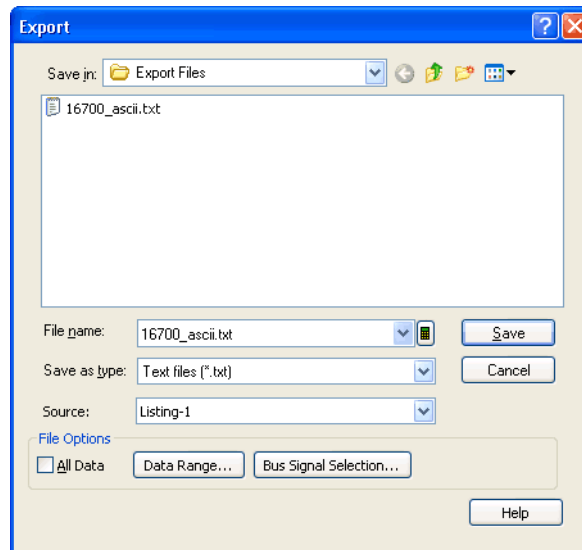 Export
Save in: Export Files
16700_ascii.txt
File name: 16700_ascii.txt Save
Save as type: Text files (*.txt) Cancel
Source: Listing-1
File Options
All Data Data Range... Bus Signal Selection...
Help